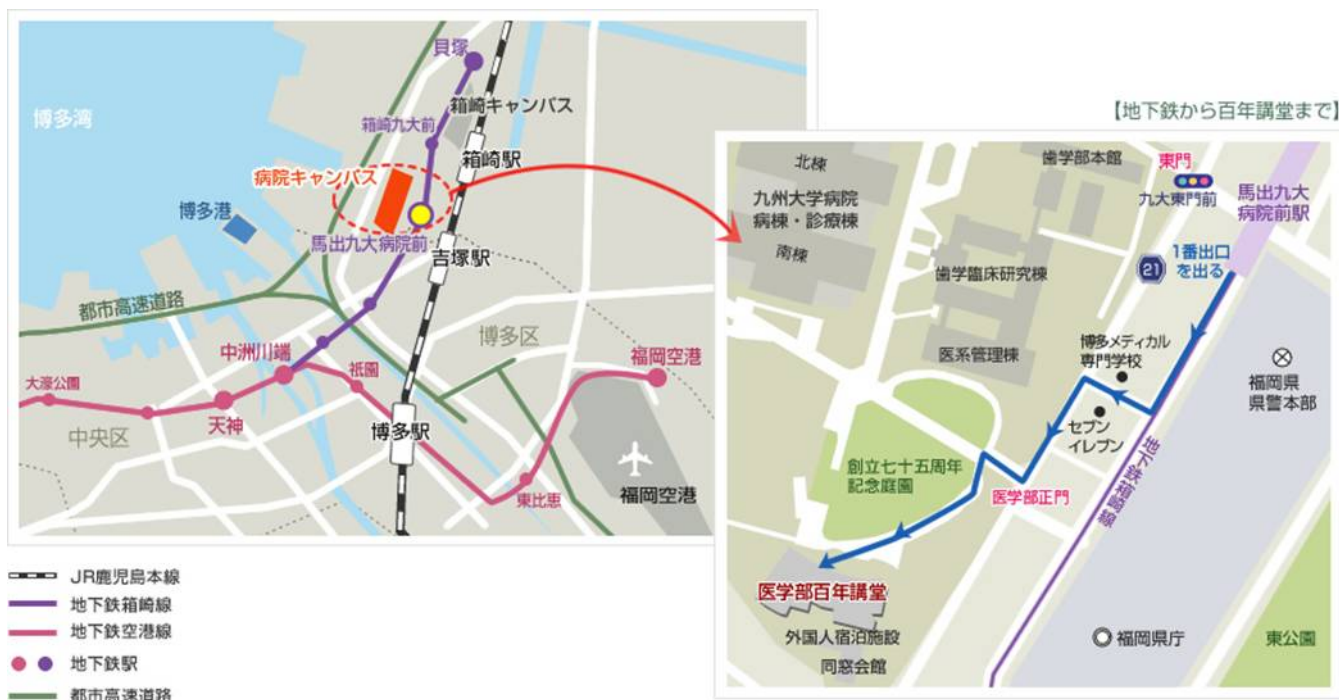 貝塚
箱崎キャンパス
博多湾
箱崎九大前
箱崎駅
病院キャンパス
博多港
馬出九大病院前
吉塚駅
都市高速道路
博多区
中洲川端
福岡空港
祇園
大濠公園
天神
博多駅
中央区
東比恵
福岡空港
JR鹿児島本線
地下鉄箱崎線
地下鉄空港線
地下鉄駅
都市高速道路
【地下鉄から百年講堂まで】
北棟
歯学部本館
東門
九州大学病院
病棟・診療棟
九大東門前
馬出九大
病院前駅
南棟
1番出口
を出る
21
歯学臨床研究棟
博多メディカル
専門学校
医系管理棟
福岡県
県警本部
セブン
イレブン
地下鉄箱崎線
創立七十五周年
記念庭園
医学部正門
医学部百年講堂
外国人宿泊施設
同窓会館
福岡県庁
東公園